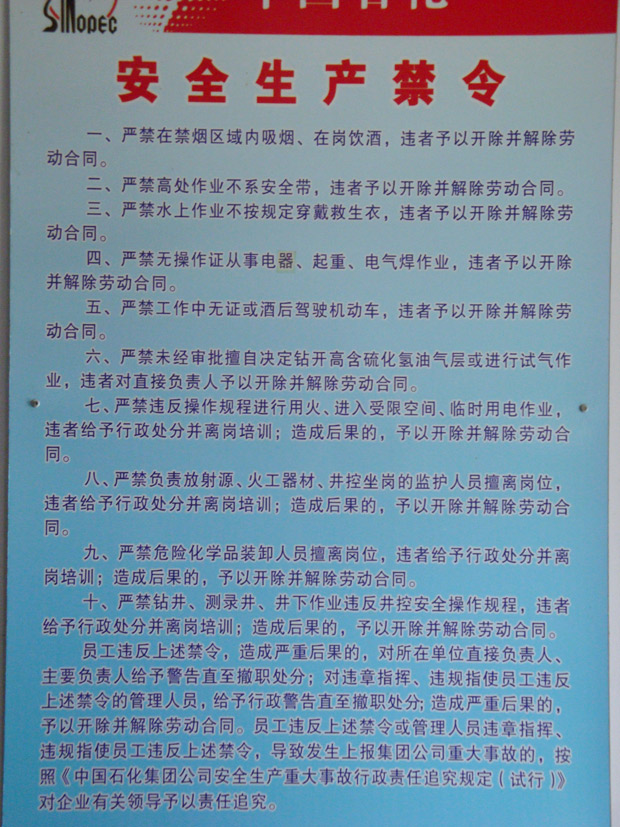 SINOPEC
中国石化
安全生产禁令
一、严禁在禁烟区域内吸烟、在岗饮酒，违者予以开除并解除劳
动合同。
二、严禁高处作业不系安全带，违者予以开除并解除劳动合同。
三、严禁水上作业不按规定穿戴救生衣，违者予以开除并解除劳
动合同。
四、严禁无操作证从事电器、起重、电气焊作业，违者予以开除
并解除劳动合同。
五、严禁工作中无证或酒后驾驶机动车，违者予以开除并解除劳
动合同。
六、严禁未经审批擅自决定钻开高含硫化氢油气层或进行试气作
业，违者对直接负责人予以开除并解除劳动合同。
七、严禁违反操作规程进行用火、进入受限空间、临时用电作业，
违者给予行政处分并离岗培训；造成后果的，予以开除并解除劳动合
同。
八、严禁负责放射源、火工器材、井控坐岗的监护人员擅离岗位，
违者给予行政处分并离岗培训；造成后果的，予以开除并解除劳动合
同。
九、严禁危险化学品装卸人员擅离岗位，违者给予行政处分并离
岗培训；造成后果的，予以开除并解除劳动合同。
十、严禁钻井、测录井、井下作业违反井控安全操作规程，违者
给予行政处分并离岗培训；造成后果的，予以开除并解除劳动合同。
员工违反上述禁令，造成严重后果的，对所在单位直接负责人、
主要负责人给予警告直至撤职处分；对违章指挥、违规指使员工违反
上述禁令的管理人员，给予行政警告直至撤职处分；造成严重后果的，
予以开除并解除劳动合同。员工违反上述禁令或管理人员违章指挥、
违规指使员工违反上述禁令，导致发生上报集团公司重大事故的，按
照《中国石化集团公司安全生产重大事故行政责任追究规定（试行）》
对企业有关领导予以责任追究。